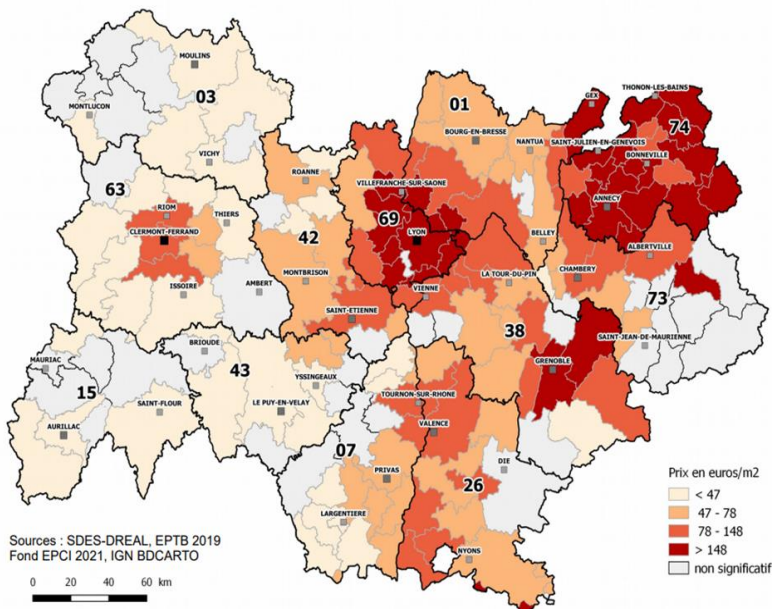 MOULINS
03
MONTLUCON
VICHY
01
BOURG-EN-BRESSE
NANTUA
GEX
THONON-LES-BAINS
74
SAINT-JULIEN-EN-GENEVOIS
BONNEVILLE
ANNECY
63
RIOM
CLERMONT-FERRAND
THIERS
ISSOIRE
AMBERT
ROANNE
42
MONTBRISON
SAINT-ETIENNE
VILLEFRANCHE-SUR-SAONE
69
LYON
VIENNE
BELLEY
LA TOUR-DU-PIN
CHAMBERY
ALBERTVILLE
73
SAINT-JEAN-DE-MAURIENNE
38
GRENOBLE
MAURIAC
15
AURILLAC
SAINT-FLOUR
BRIOUDE
43
YSSINGEAUX
LE PUY-EN-VELAY
TOURNON-SUR-RHONE
VALENCE
07
PRIVAS
LARGENTIERE
DIE
26
NYONS
Prix en euros/m2
< 47
47 - 78
78 - 148
> 148
non significatif
Sources : SDES-DREAL, EPTB 2019
Fond EPCI 2021, IGN BDCARTO
0 20 40 60 km